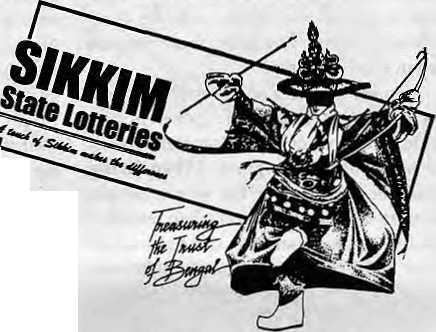 SIKKIM
State Lotteries
A touch of Sikkim makes the difference
Treasuring
the Trust
of Bengal